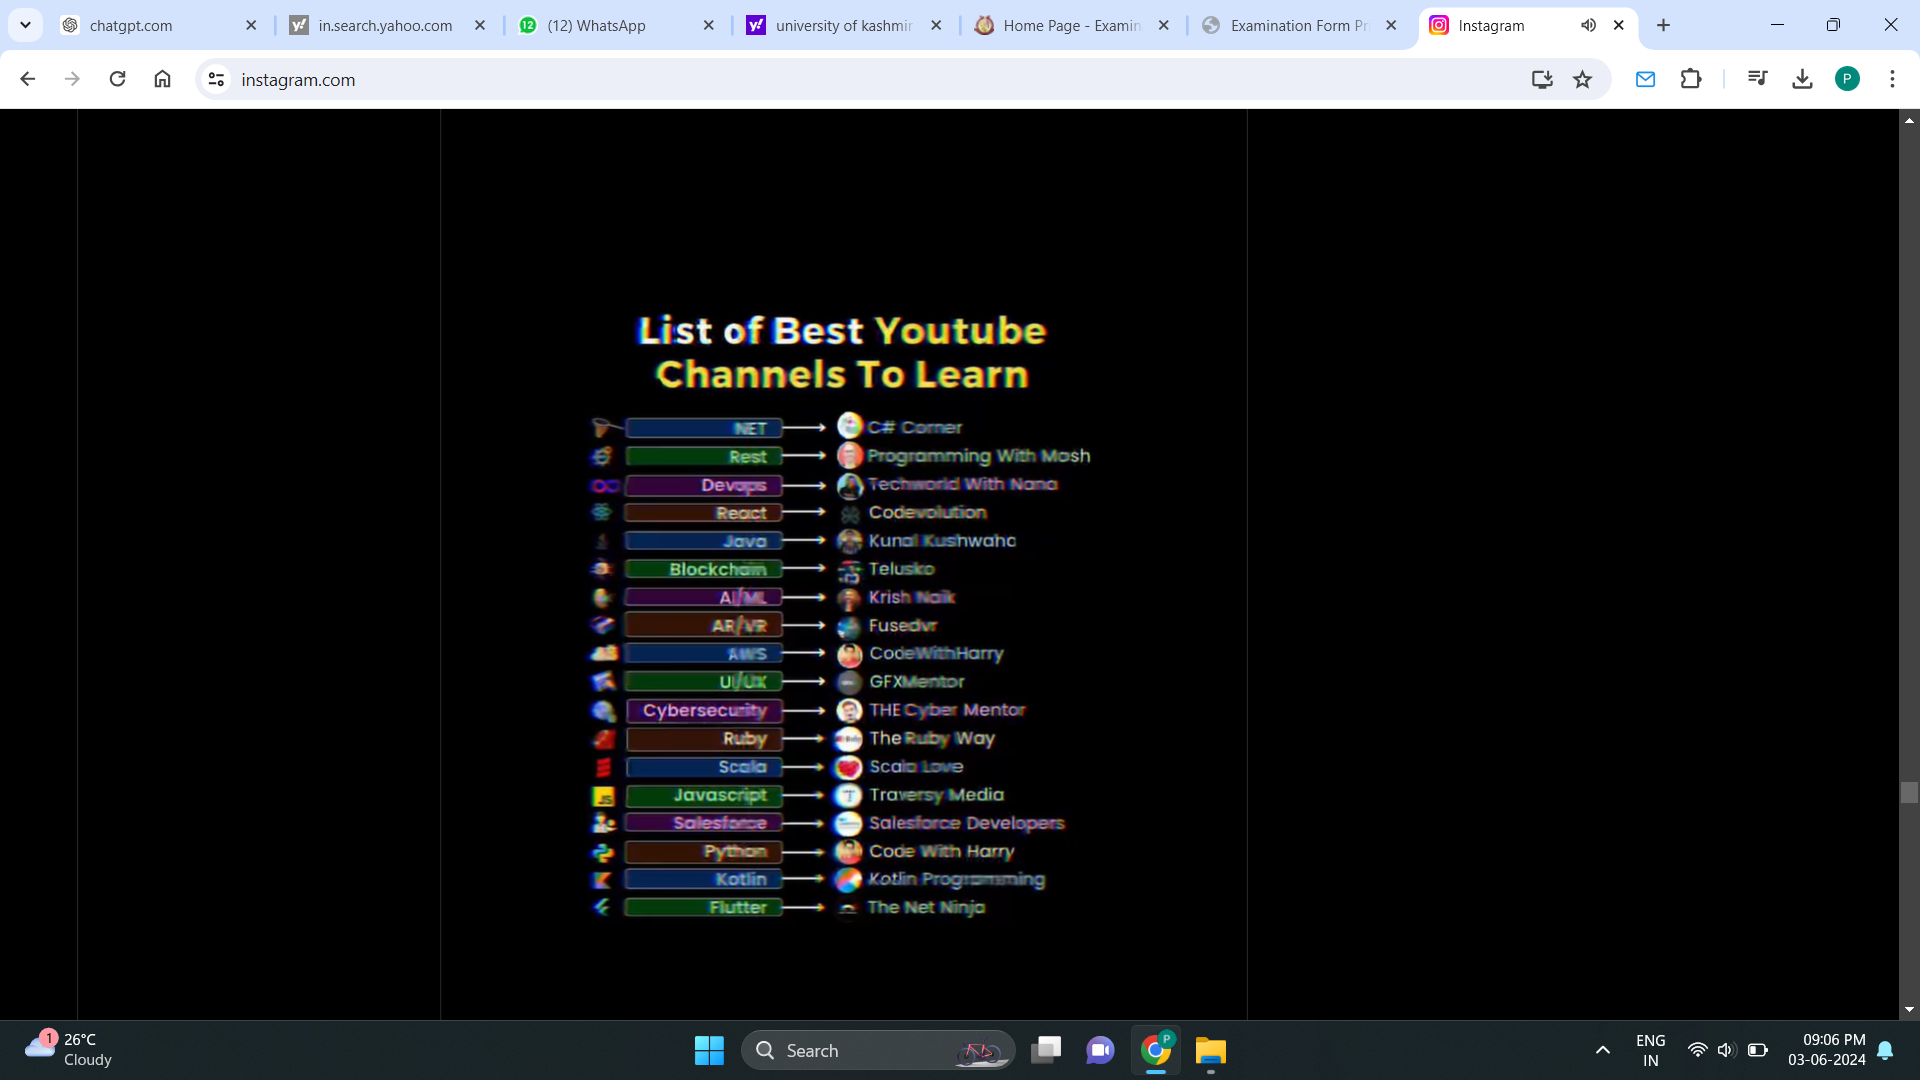 chatgpt.com
in.search.yahoo.com
(12) WhatsApp
university of kashmir
Home Page - Examin
Examination Form Pr
Instagram
instagram.com
P
List of Best Youtube
Channels To Learn
NET C# Corner
Rest Programming With Mosh
Devops Techworld With Nana
React Codevolution
Java Kunal Kushwaha
Blockchain Telusko
AI/ML Krish Naik
AR/VR Fusedvr
AWS CodeWithHarry
UI/UX GFXMentor
Cybersecurity THE Cyber Mentor
Ruby The Ruby Way
Scala Scala Love
JS Javascript T Traversy Media
Salesforce Salesforce Developers
Python Code With Harry
Kotlin Kotlin Programming
Flutter The Net Ninja
1
26°C
Cloudy
Search
P
ENG
IN
09:06 PM
03-06-2024